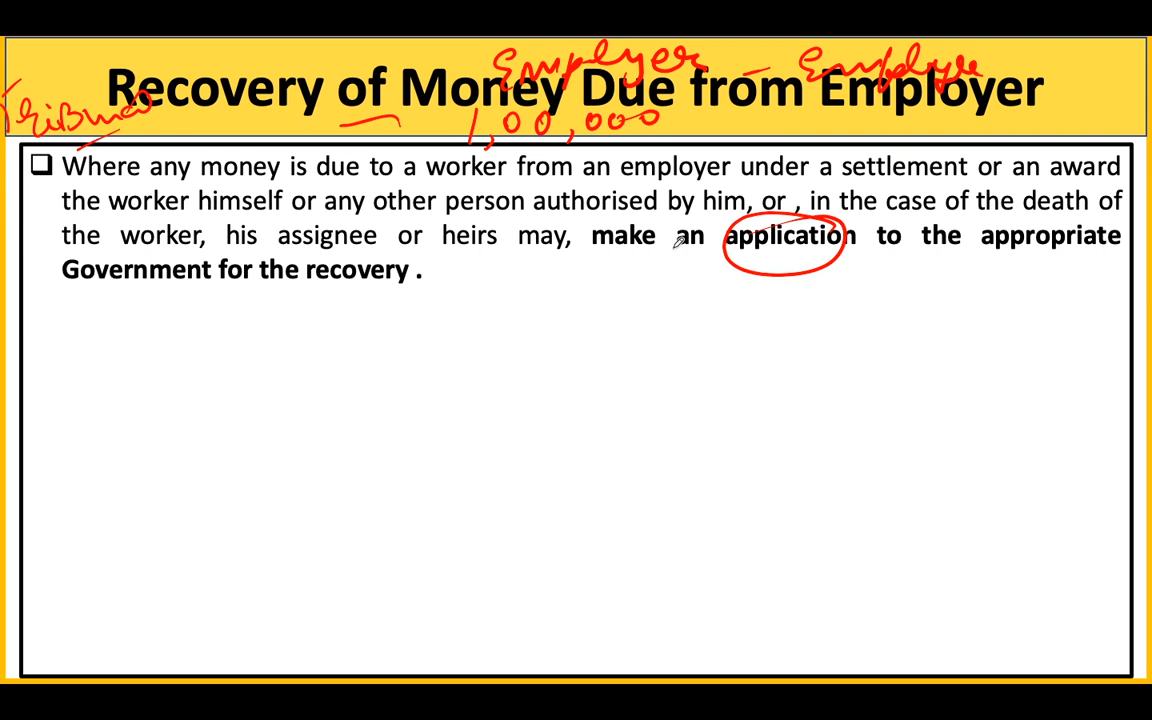 Employer - Employee
Recovery of Money Due from Employer
Tribunal
1,00,000
❑ Where any money is due to a worker from an employer under a settlement or an award
the worker himself or any other person authorised by him, or , in the case of the death of
the worker, his assignee or heirs may, make an application to the appropriate
Government for the recovery .